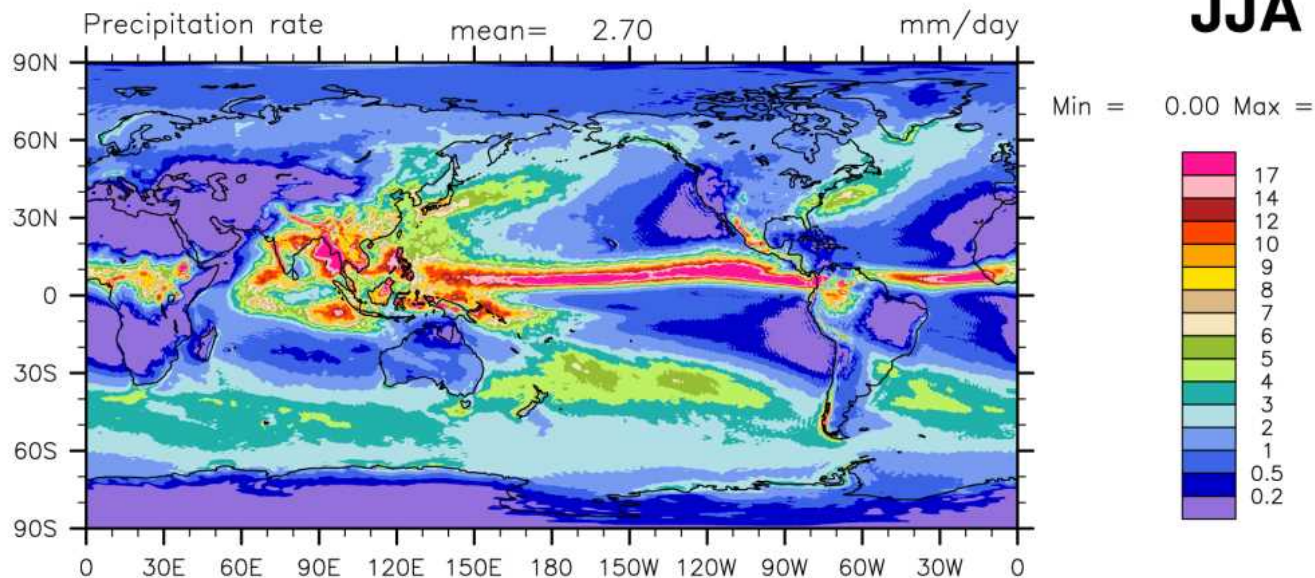 JJA
Precipitation rate mean= 2.70 mm/day
Min = 0.00 Max =
90N
60N
30N
0
30S
60S
90S
0 30E 60E 90E 120E 150E 180 150W 120W 90W 60W 30W 0
17
14
12
10
9
8
7
6
5
4
3
2
1
0.5
0.2